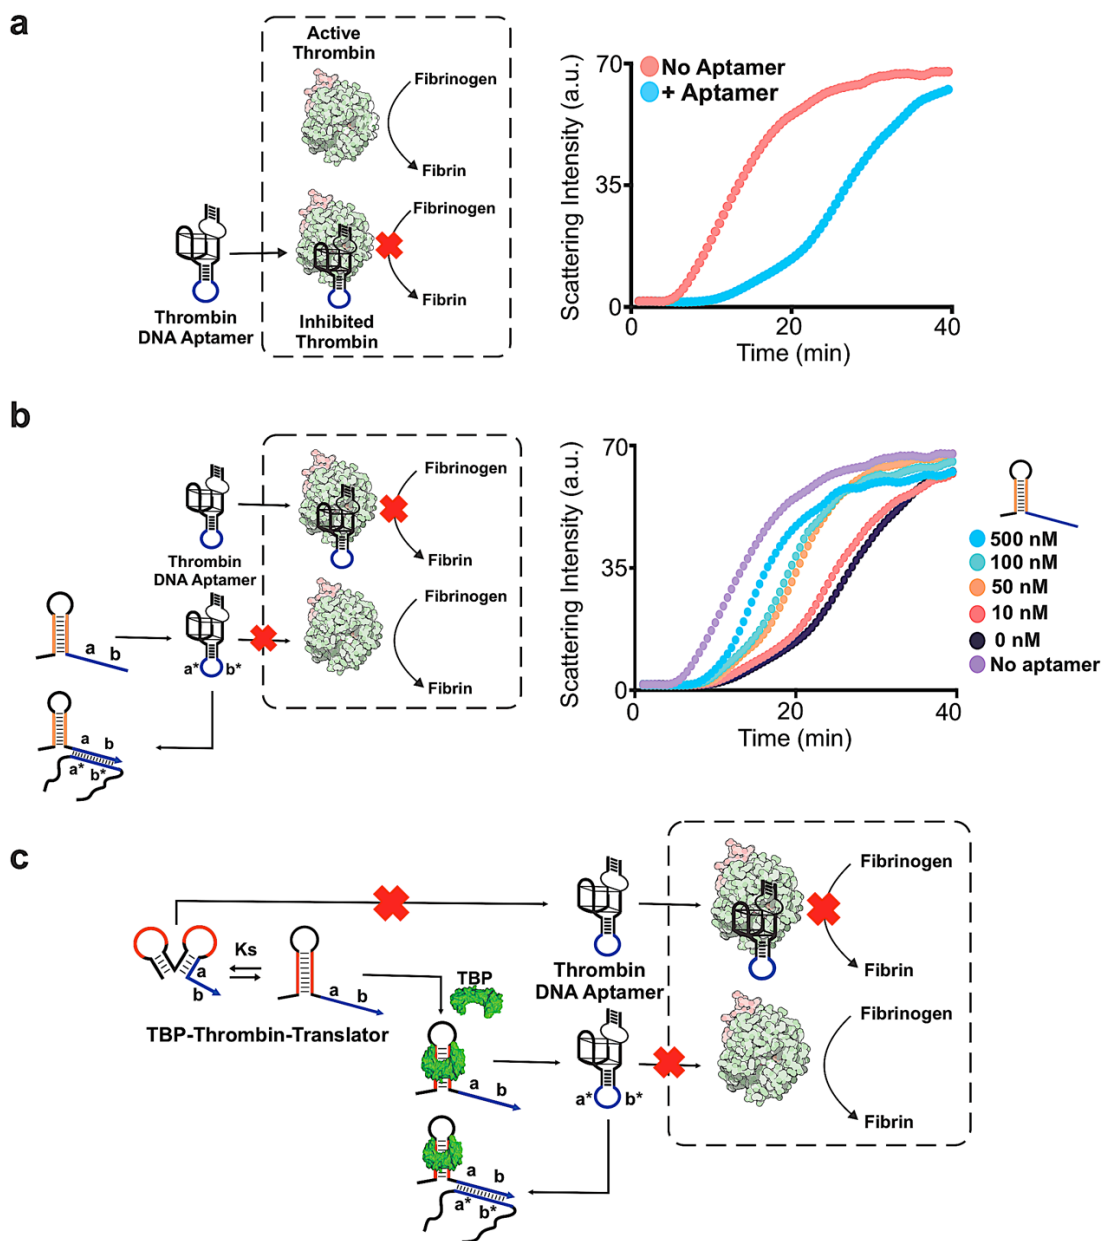 a
Active
Thrombin
Fibrinogen
Fibrin
Fibrinogen
Fibrin
Thrombin
DNA Aptamer
Inhibited
Thrombin
No Aptamer
+ Aptamer
Scattering Intensity (a.u.)
70
35
0
0
20
40
Time (min)
b
Fibrinogen
Fibrin
Thrombin
DNA Aptamer
Fibrinogen
Fibrin
a b
a* b*
a b
a* b*
Scattering Intensity (a.u.)
70
35
0
0
20
40
Time (min)
500 nM
100 nM
50 nM
10 nM
0 nM
No aptamer
c
Fibrinogen
Fibrin
Thrombin
DNA Aptamer
Ks
a
b
a b
TBP-Thrombin-Translator
TBP
a b
a* b*
Fibrinogen
Fibrin
a b
a* b*